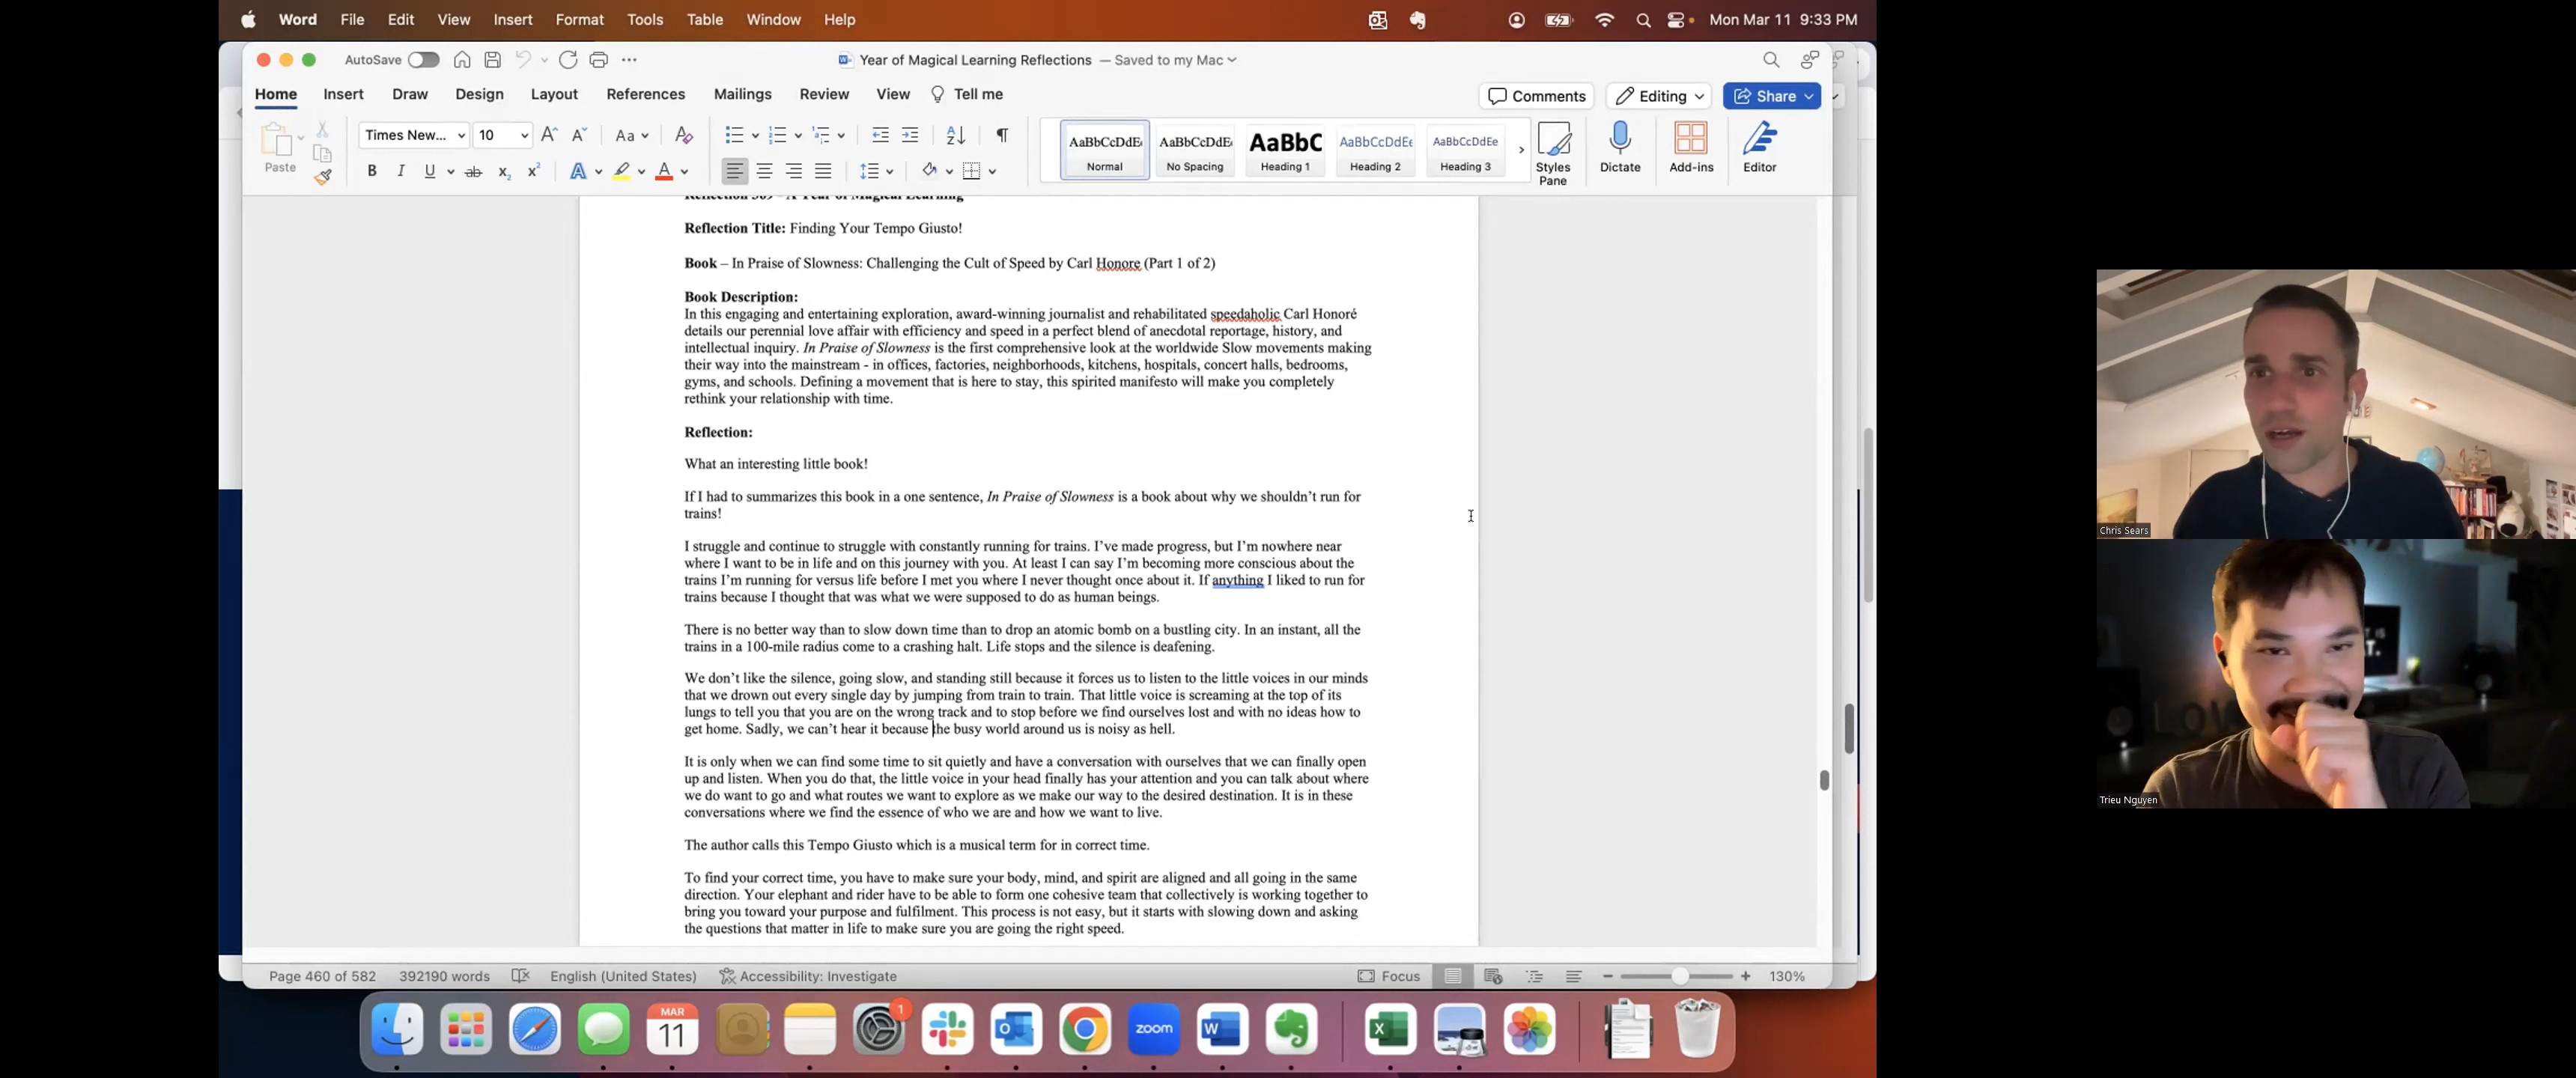 Word File Edit View Insert Format Tools Table Window Help Mon Mar 11 9:33 PM
AutoSave Year of Magical Learning Reflections — Saved to my Mac
Home Insert Draw Design Layout References Mailings Review View Tell me Comments Editing Share
Paste Times New... 10 Aa
AaBbCcDdE AaBbCcDdE AaBbC AaBbCcDdE AaBbCcDdEe
Normal No Spacing Heading 1 Heading 2 Heading 3 Styles Pane Dictate Add-ins Editor
Reflection 369 - A Year of Magical Learning
Reflection Title: Finding Your Tempo Giusto!
Book – In Praise of Slowness: Challenging the Cult of Speed by Carl Honore (Part 1 of 2)
Book Description:
In this engaging and entertaining exploration, award-winning journalist and rehabilitated speedaholic Carl Honoré
details our perennial love affair with efficiency and speed in a perfect blend of anecdotal reportage, history, and
intellectual inquiry. In Praise of Slowness is the first comprehensive look at the worldwide Slow movements making
their way into the mainstream - in offices, factories, neighborhoods, kitchens, hospitals, concert halls, bedrooms,
gyms, and schools. Defining a movement that is here to stay, this spirited manifesto will make you completely
rethink your relationship with time.
Reflection:
What an interesting little book!
If I had to summarizes this book in a one sentence, In Praise of Slowness is a book about why we shouldn't run for
trains!
I struggle and continue to struggle with constantly running for trains. I've made progress, but I'm nowhere near
where I want to be in life and on this journey with you. At least I can say I'm becoming more conscious about the
trains I'm running for versus life before I met you where I never thought once about it. If anything I liked to run for
trains because I thought that was what we were supposed to do as human beings.
There is no better way than to slow down time than to drop an atomic bomb on a bustling city. In an instant, all the
trains in a 100-mile radius come to a crashing halt. Life stops and the silence is deafening.
We don't like the silence, going slow, and standing still because it forces us to listen to the little voices in our minds
that we drown out every single day by jumping from train to train. That little voice is screaming at the top of its
lungs to tell you that you are on the wrong track and to stop before we find ourselves lost and with no ideas how to
get home. Sadly, we can't hear it because the busy world around us is noisy as hell.
It is only when we can find some time to sit quietly and have a conversation with ourselves that we can finally open
up and listen. When you do that, the little voice in your head finally has your attention and you can talk about where
we do want to go and what routes we want to explore as we make our way to the desired destination. It is in these
conversations where we find the essence of who we are and how we want to live.
The author calls this Tempo Giusto which is a musical term for in correct time.
To find your correct time, you have to make sure your body, mind, and spirit are aligned and all going in the same
direction. Your elephant and rider have to be able to form one cohesive team that collectively is working together to
bring you toward your purpose and fulfilment. This process is not easy, but it starts with slowing down and asking
the questions that matter in life to make sure you are going the right speed.
Page 460 of 582 392190 words English (United States) Accessibility: Investigate Focus 130%
MAR
11
1
zoom
Chris Sears
Trieu Nguyen